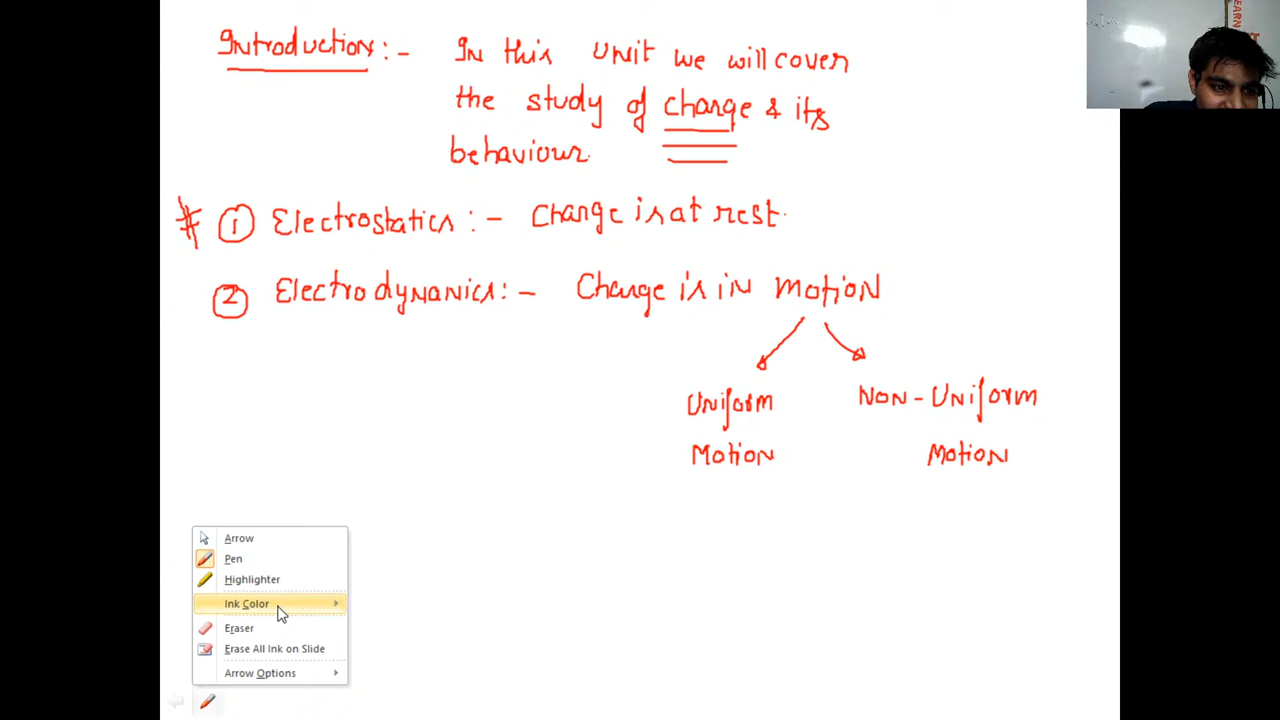 Introduction :- In this unit we will cover
the study of charge & its
behaviour.
# 1 Electrostatics :- Charge is at rest.
2 Electrodynamics :- Charge is in motion
Uniform Non-Uniform
Motion Motion
Arrow
Pen
Highlighter
Ink Color
Eraser
Erase All Ink on Slide
Arrow Options